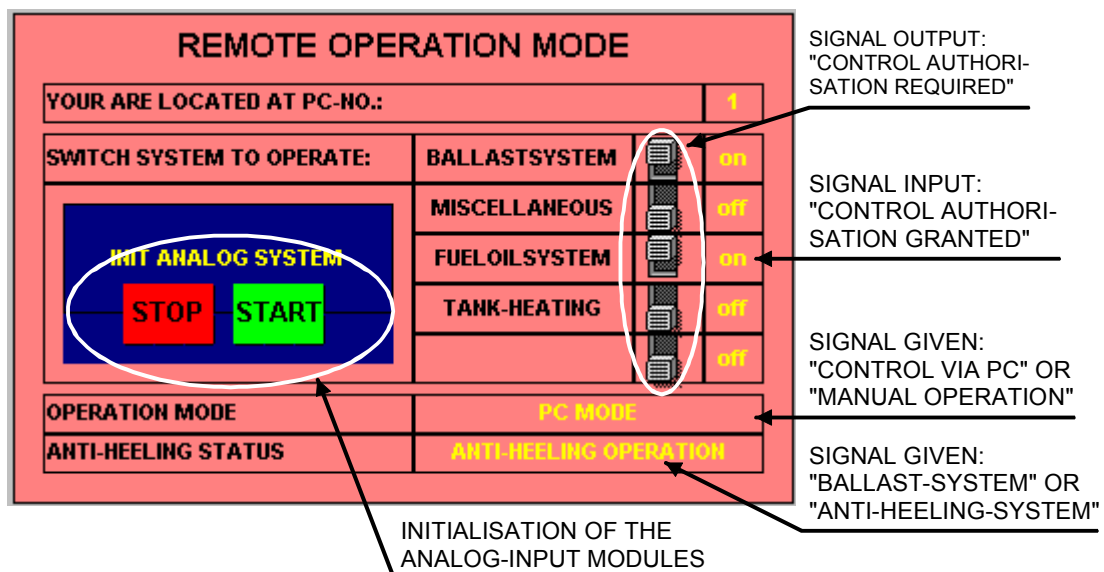 REMOTE OPERATION MODE
YOUR ARE LOCATED AT PC-NO.: 1
SWITCH SYSTEM TO OPERATE: BALLASTSYSTEM on
MISCELLANEOUS off
INIT ANALOG SYSTEM
STOP START
FUELOILSYSTEM on
TANK-HEATING off
off
OPERATION MODE PC MODE
ANTI-HEELING STATUS ANTI-HEELING OPERATION
SIGNAL OUTPUT:
"CONTROL AUTHORI-
SATION REQUIRED"
SIGNAL INPUT:
"CONTROL AUTHORI-
SATION GRANTED"
SIGNAL GIVEN:
"CONTROL VIA PC" OR
"MANUAL OPERATION"
SIGNAL GIVEN:
"BALLAST-SYSTEM" OR
"ANTI-HEELING-SYSTEM"
INITIALISATION OF THE
ANALOG-INPUT MODULES